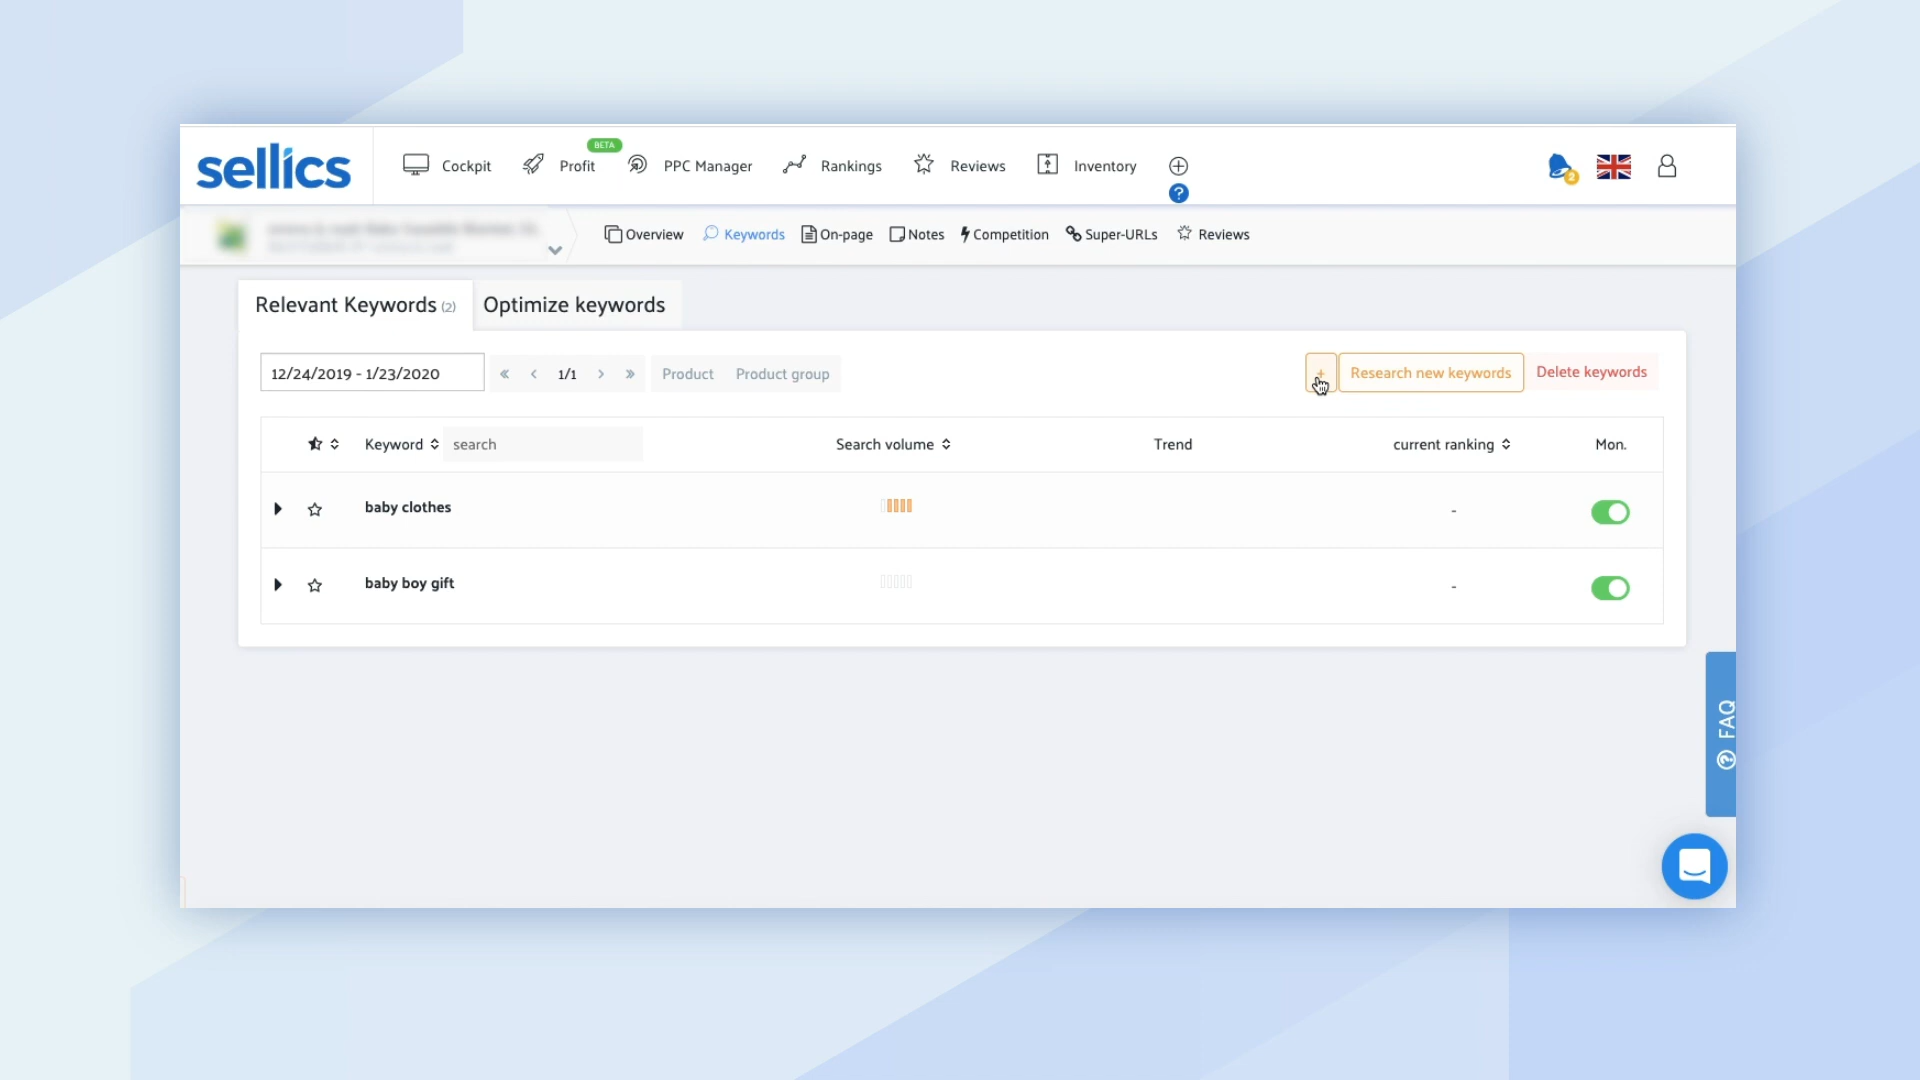 sellics
Cockpit
Profit
BETA
PPC Manager
Rankings
Reviews
Inventory
?
2
Overview
Keywords
On-page
Notes
Competition
Super-URLs
Reviews
Relevant Keywords (2)
Optimize keywords
12/24/2019 - 1/23/2020
« ‹ 1/1 › »
Product
Product group
+
Research new keywords
Delete keywords
Keyword
search
Search volume
Trend
current ranking
Mon.
baby clothes
-
baby boy gift
-
? FAQ